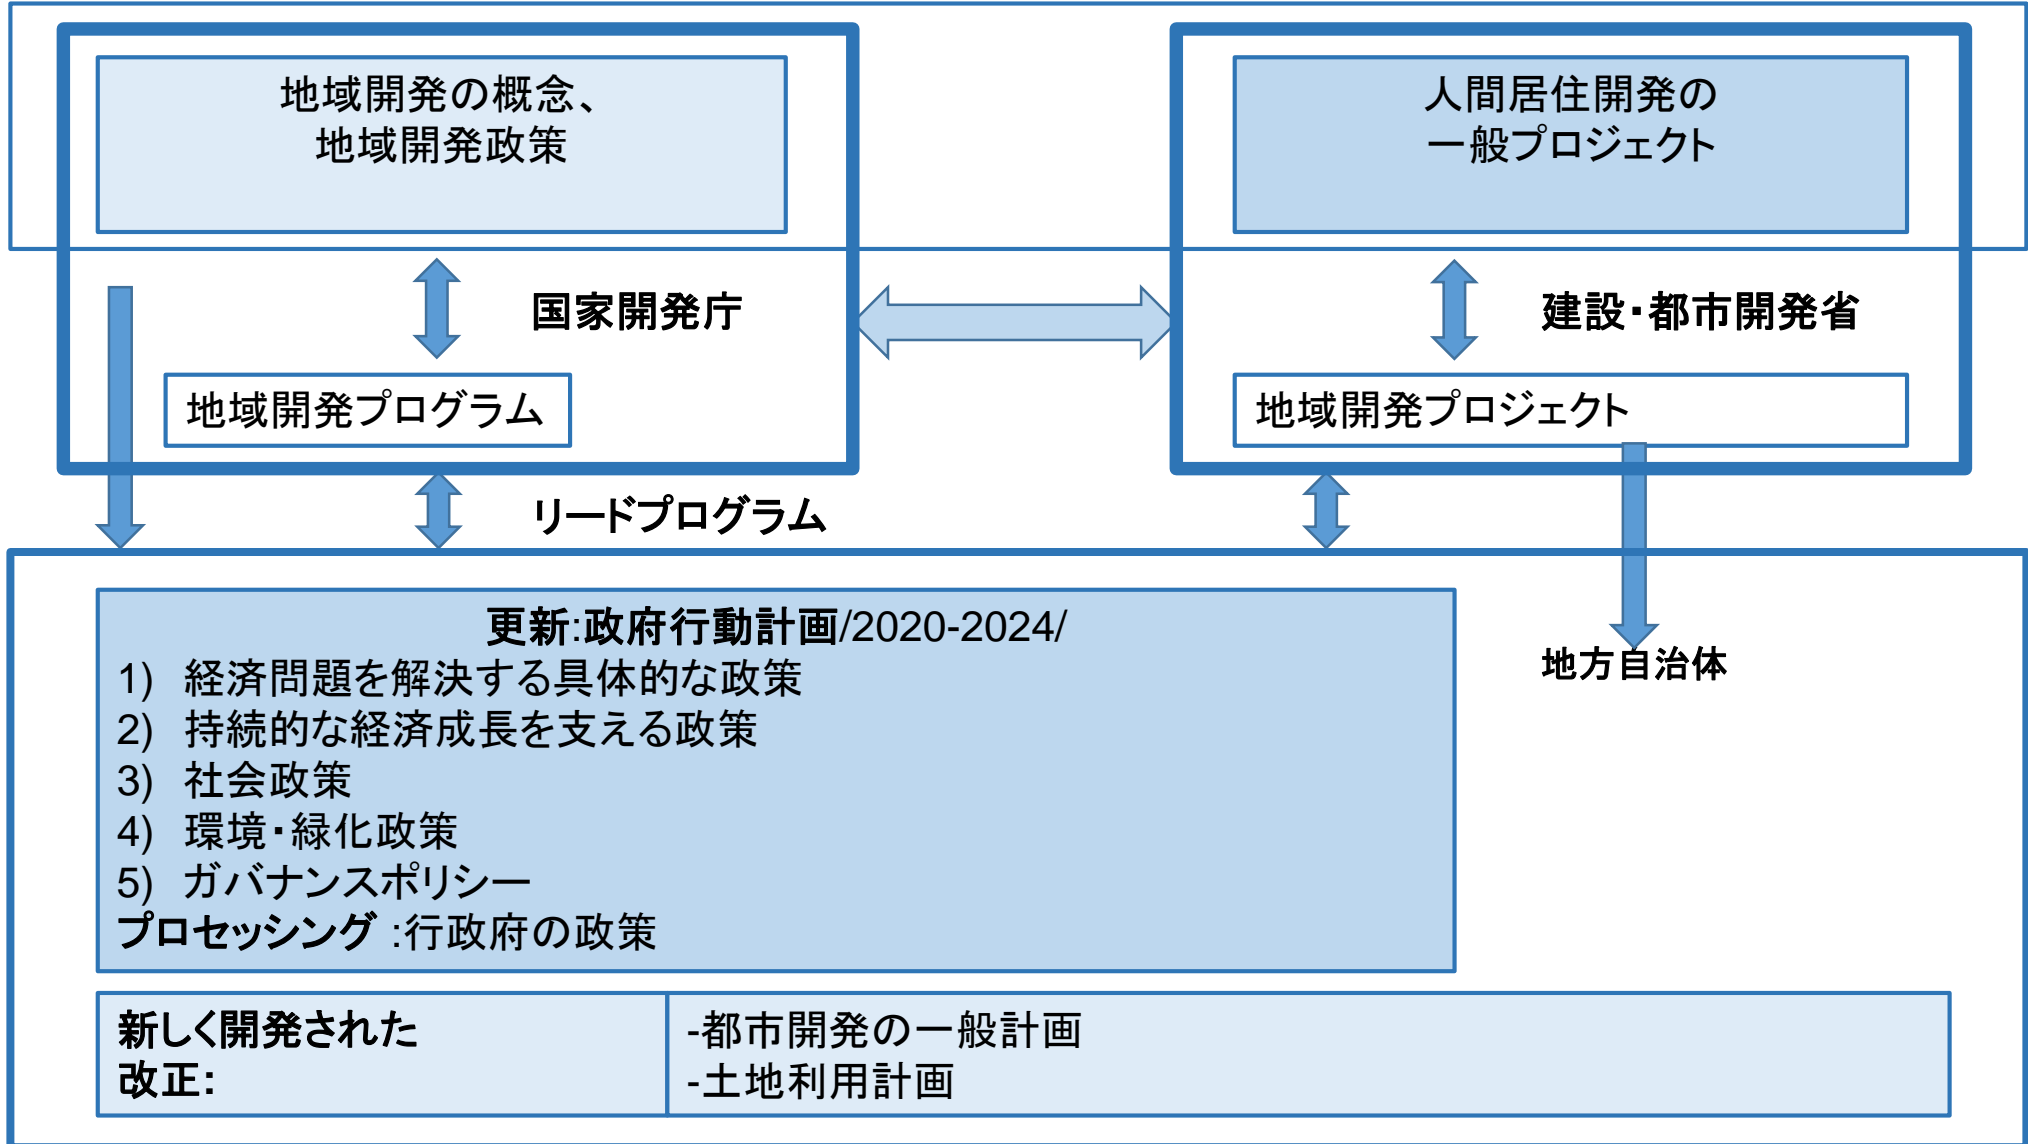 地域開発の概念、
地域開発政策
人間居住開発の
一般プロジェクト
国家開発庁
建設・都市開発省
地域開発プログラム
地域開発プロジェクト
リードプログラム
更新:政府行動計画/2020-2024/
1) 経済問題を解決する具体的な政策
2) 持続的な経済成長を支える政策
3) 社会政策
4) 環境・緑化政策
5) ガバナンスポリシー
プロセッシング :行政府の政策
地方自治体
新しく開発された
改正:
-都市開発の一般計画
-土地利用計画